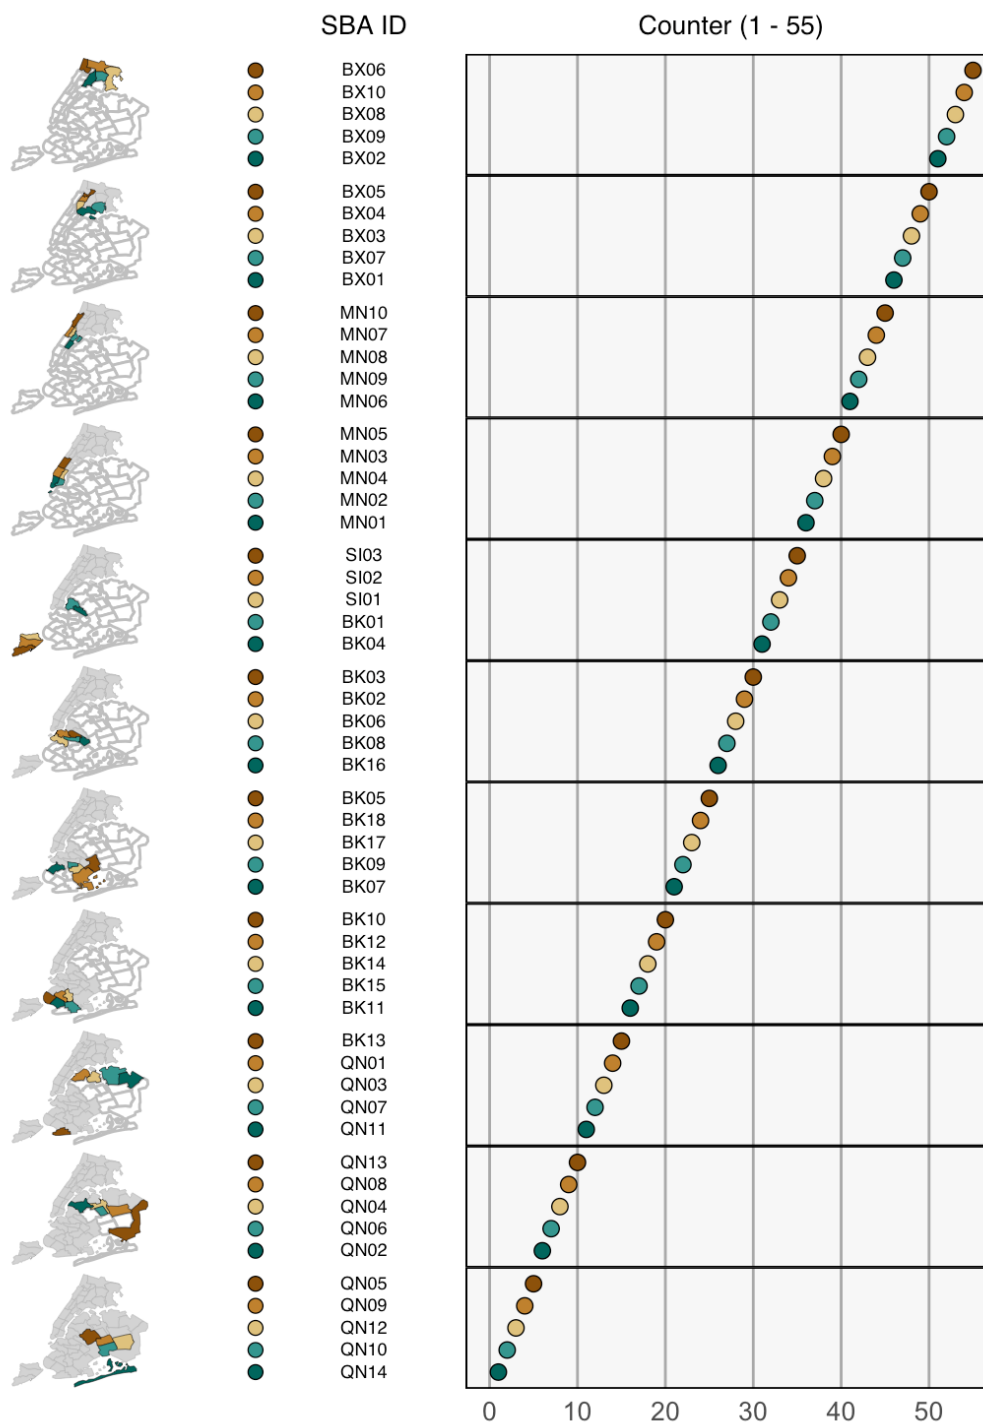 SBA ID Counter (1 - 55)
BX06
BX10
BX08
BX09
BX02
BX05
BX04
BX03
BX07
BX01
MN10
MN07
MN08
MN09
MN06
MN05
MN03
MN04
MN02
MN01
SI03
SI02
SI01
BK01
BK04
BK03
BK02
BK06
BK08
BK16
BK05
BK18
BK17
BK09
BK07
BK10
BK12
BK14
BK15
BK11
BK13
QN01
QN03
QN07
QN11
QN13
QN08
QN04
QN06
QN02
QN05
QN09
QN12
QN10
QN14
0 10 20 30 40 50